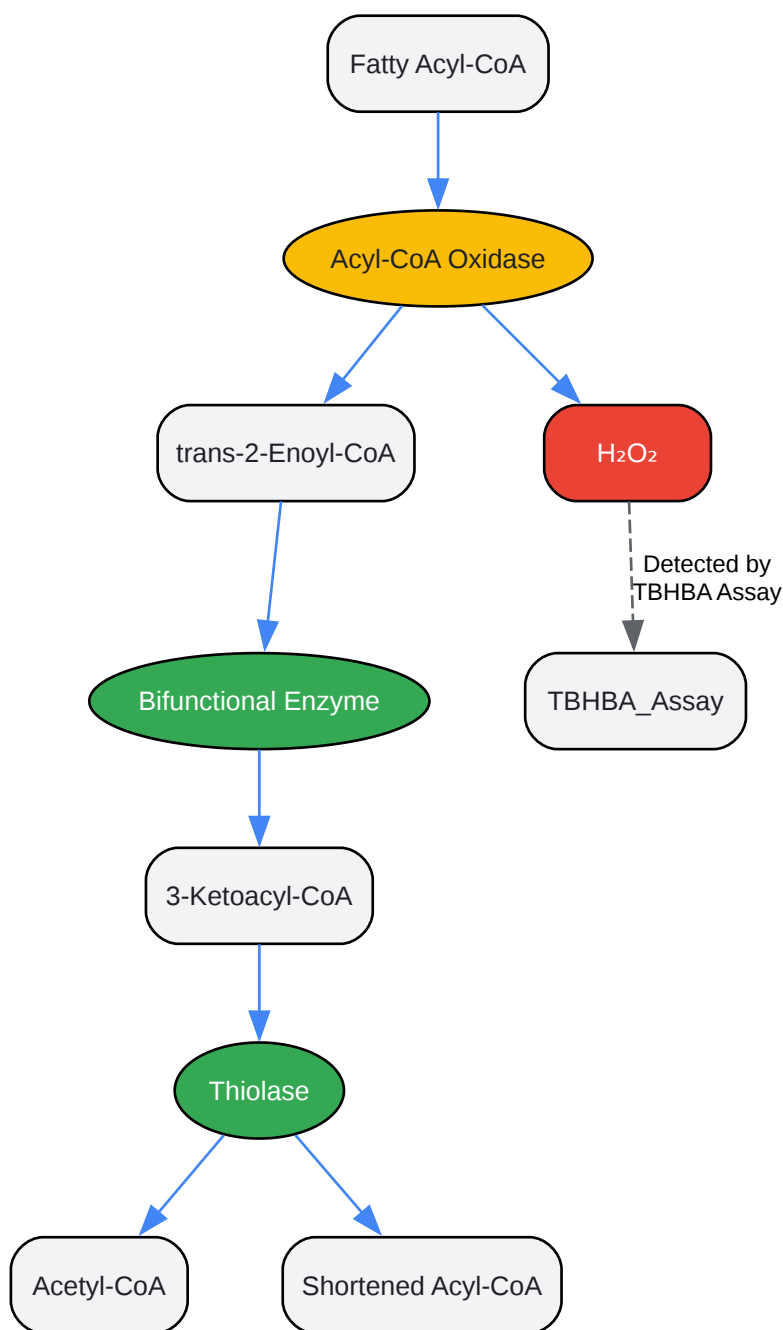 Fatty Acyl-CoA
Acyl-CoA Oxidase
trans-2-Enoyl-CoA
H₂O₂
Detected by
TBHBA Assay
Bifunctional Enzyme
TBHBA_Assay
3-Ketoacyl-CoA
Thiolase
Acetyl-CoA
Shortened Acyl-CoA